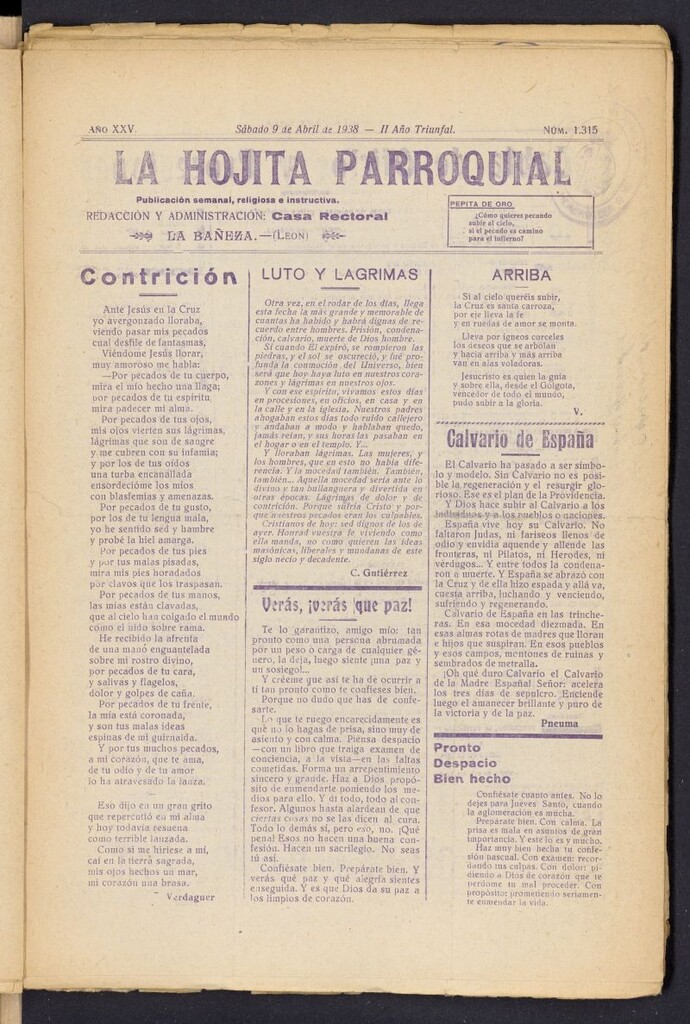 AÑO XXV.
Sábado 9 de Abril de 1938 — II Año Triunfal.
NÚM. 1.315
LA HOJITA PARROQUIAL
Publicación semanal, religiosa e instructiva.
REDACCIÓN Y ADMINISTRACIÓN: Casa Rectoral
LA BAÑEZA.—(LEÓN)
PEPITA DE ORO
¿Cómo quieres pecando
subir al cielo,
si el pecado es camino
para el infierno?
Contrición
Ante Jesús en la Cruz
yo avergonzado lloraba,
viendo pasar mis pecados
cual desfile de fantasmas,
Viéndome Jesús llorar,
muy amoroso me habla:
—Por pecados de tu cuerpo,
mira el mío hecho una llaga;
por pecados de tu espíritu
mira padecer mi alma.
Por pecados de tus ojos,
mis ojos vierten sus lágrimas,
lágrimas que son de sangre
y me cubren con su infamia;
y por los de tus oídos
una turba encanallada
ensordecióme los míos
con blasfemias y amenazas.
Por pecados de tu gusto,
por los de tu lengua mala,
yo he sentido sed y hambre
y probé la hiel amarga.
Por pecados de tus pies
y por tus malas pisadas,
mira mis pies horadados
por clavos que los traspasan.
Por pecados de tus manos,
las mías están clavadas,
que al cielo han colgado el mundo
como el nido sobre rama.
He recibido la afrenta
de una mano enguantelada
sobre mi rostro divino,
por pecados de tu cara,
y salivas y flagelos,
dolor y golpes de caña.
Por pecados de tu frente,
la mía está coronada,
y son tus malas ideas
espinas de mi guirnalda.
Y por tus muchos pecados,
a mi corazón, que te ama,
de tu odio y de tu amor
lo ha atravesado la lanza.
Eso dijo en un gran grito
que repercutió en mi alma
y hoy todavía resuena
como terrible lanzada.
Como si me hiriese a mí,
caí en la tierra sagrada,
mis ojos hechos un mar,
mi corazón una brasa.
Verdaguer
LUTO Y LAGRIMAS
Otra vez, en el rodar de los días, llega
esta fecha la más grande y memorable de
cuantas ha habido y habrá dignas de re-
cuerdo entre hombres. Prisión, condena-
ción, calvario, muerte de Dios hombre.
Si cuando El expiró, se rompieron las
piedras, y el sol se oscureció, y fué pro-
funda la conmoción del Universo, bien
será que hoy haya luto en nuestros cora-
zones y lágrimas en nuestros ojos.
Y con ese espíritu, vivamos estos días
en procesiones, en oficios, en casa y en
la calle y en la iglesia. Nuestros padres
ahogaban estos días todo ruido callejero
y andaban a modo y hablaban quedo,
jamás reían, y sus horas las pasaban en
el hogar o en el templo. Y...
Y lloraban lágrimas. Las mujeres, y
los hombres, que en esto no había dife-
rencia. Y la mocedad también. También,
también... Aquella mocedad seria ante lo
divino y tan bullanguera y divertida en
otras épocas. Lágrimas de dolor y de
contrición. Porque sufría Cristo y por-
que nuestros pecados eran los culpables.
Cristianos de hoy: sed dignos de los de
ayer. Honrad vuestra fe viviendo como
ella manda, no como quieren las ideas
masónicas, liberales y mundanas de este
siglo necio y decadente.
C. Gutiérrez
Verás, ¡verás que paz!
Te lo garantizo, amigo mío: tan
pronto como una persona abrumada
por un peso o carga de cualquier gé-
nero, la deja, luego siente ¡una paz y
un sosiego!...
Y créeme que así te ha de ocurrir a
tí tan pronto como te confieses bien.
Porque no dudo que has de confe-
sarte.
Lo que te ruego encarecidamente es
qué no lo hagas de prisa, sino muy de
asiento y con calma. Piensa despacio
—con un libro que traiga examen de
conciencia, a la vista—en las faltas
cometidas. Forma un arrepentimiento
sincero y grande. Haz a Dios propó-
sito de enmendarte poniendo los me-
dios para ello. Y di todo, todo al con-
fesor. Algunos hasta alardean de que
ciertas cosas no se las dicen al cura.
Todo lo demás sí, pero eso, no. ¡Qué
pena! Esos no hacen una buena con-
fesión. Hacen un sacrilegio. No seas
tú así.
Confiésate bien. Prepárate bien. Y
verás qué paz y qué alegría sientes
enseguida. Y es que Dios da su paz a
los limpios de corazón.
ARRIBA
Si al cielo queréis subir,
la Cruz es santa carroza,
por eje lleva la fe
y en ruedas de amor se monta.
Lleva por ígneos corceles
los deseos que se arbolan
y hacia arriba y más arriba
van en alas voladoras.
Jesucristo es quien la guía
y sobre ella, desde el Gólgota,
vencedor de todo el mundo,
pudo subir a la gloria.
V.
Calvario de España
El Calvario ha pasado a ser símbo-
lo y modelo. Sin Calvario no es posi-
ble la regeneración y el resurgir glo-
rioso. Ese es el plan de la Providencia.
Y Dios hace subir al Calvario a los
individuos y a los pueblos o naciones.
España vive hoy su Calvario. No
faltaron Judas, ni fariseos llenos de
odio y envidia aquende y allende las
fronteras, ni Pilatos, ni Herodes, ni
verdugos... Y entre todos la condena-
ron a muerte. Y España se abrazó con
la Cruz y de ella hizo espada y allá va,
cuesta arriba, luchando y venciendo,
sufriendo y regenerando.
Calvario de España en las trinche-
ras. En esa mocedad diezmada. En
esas almas rotas de madres que lloran
e hijos que suspiran. En esos pueblos
y esos campos, montones de ruinas y
sembrados de metralla.
¡Oh qué duro Calvario el Calvario
de la Madre España! Señor: acelera
los tres días de sepulcro. Enciende
luego el amanecer brillante y puro de
la victoria y de la paz.
Pneuma
Pronto
Despacio
Bien hecho
Confiésate cuanto antes. No lo
dejes para Jueves Santo, cuando
la aglomeración es mucha.
Prepárate bien. Con calma. La
prisa es mala en asuntos de gran
importancia. Y este lo es y mucho.
Haz muy bien hecha tu confe-
sión pascual. Con examen: recor-
dando tus culpas. Con dolor: pi-
diendo a Dios de corazón que te
perdone tu mal proceder. Con
propósito: prometiendo seriamen-
te enmendar la vida.